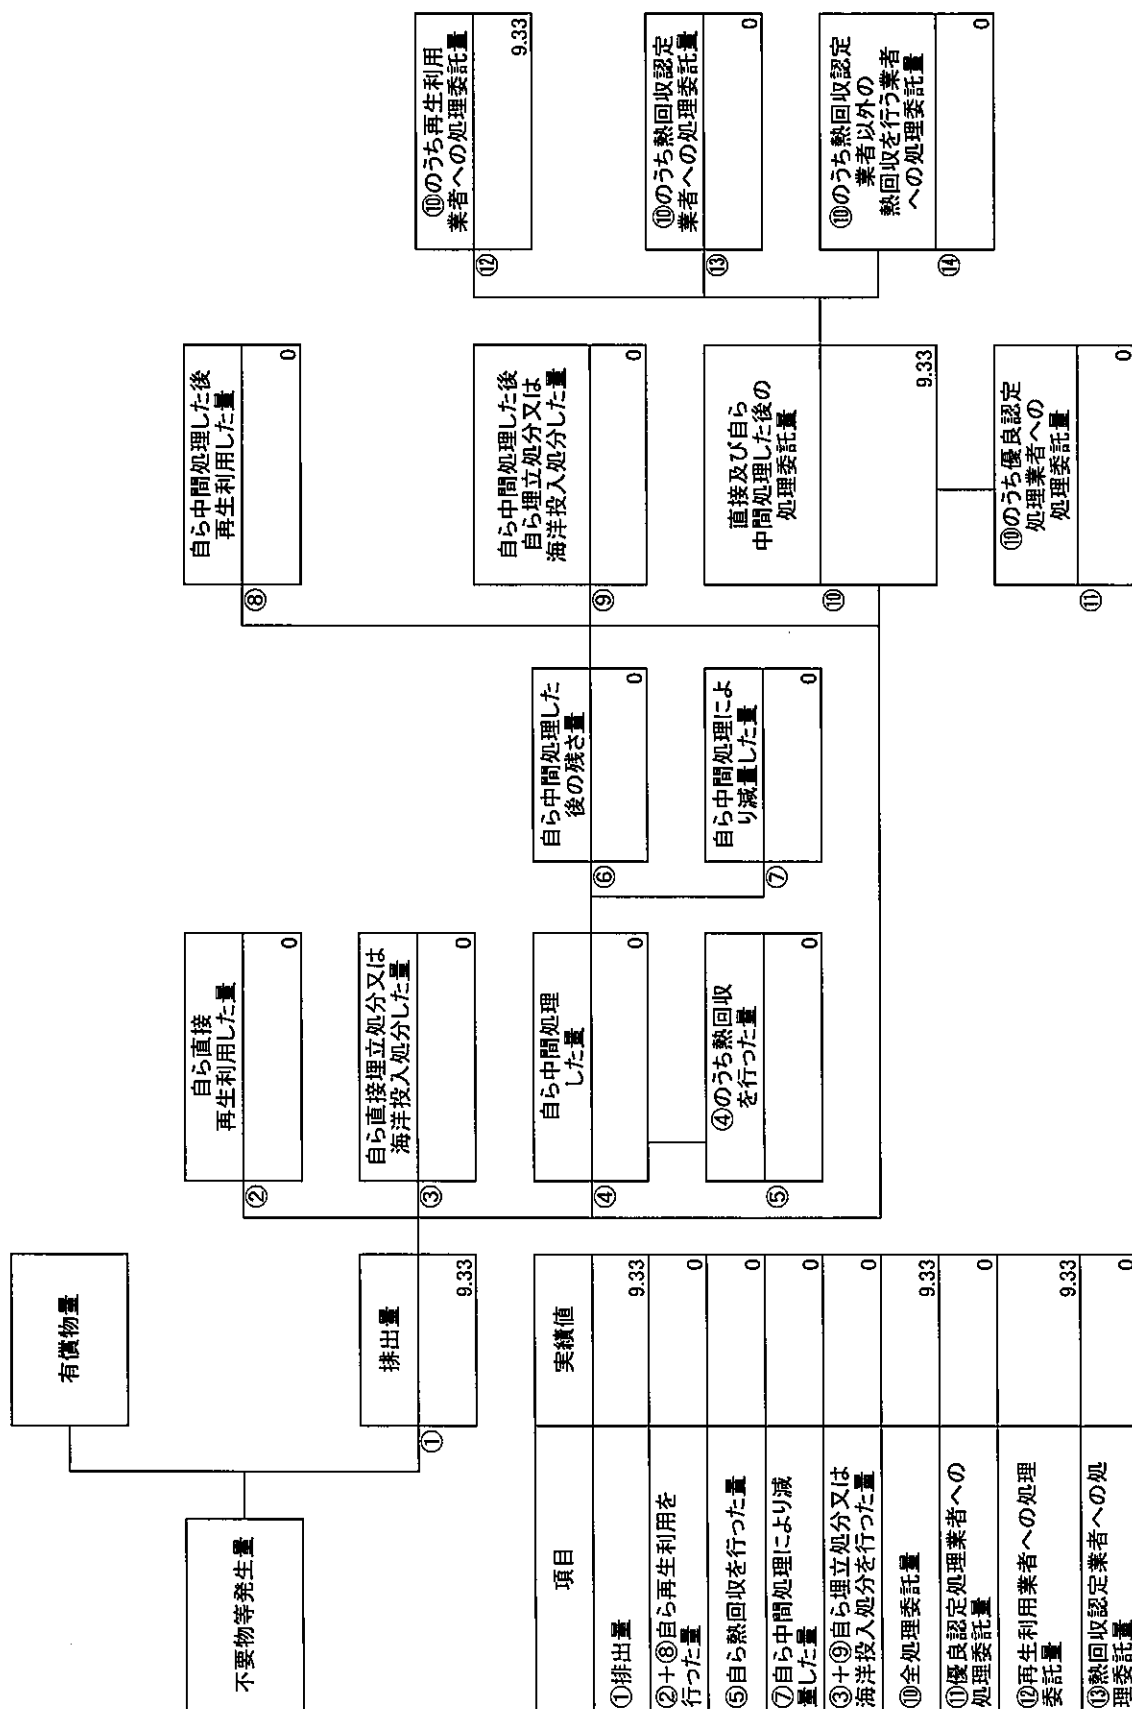 不要物等発生量
有償物量
①
排出量
9.33
②
自ら直接
再生利用した量
0
③
自ら直接埋立処分又は
海洋投入処分した量
0
④
自ら中間処理
した量
0
⑤
④のうち熱回収
を行った量
0
⑥
自ら中間処理した
後の残さ量
0
⑦
自ら中間処理によ
り減量した量
0
⑧
自ら中間処理した後
再生利用した量
0
⑨
自ら中間処理した後
自ら埋立処分又は
海洋投入処分した量
0
⑩
直接及び自ら
中間処理した後の
処理委託量
9.33
⑪
⑩のうち優良認定
処理業者への
処理委託量
0
⑫
⑩のうち再生利用
業者への処理委託量
9.33
⑬
⑩のうち熱回収認定
業者への処理委託量
0
⑭
⑩のうち熱回収認定
業者以外の
熱回収を行う業者
への処理委託量
0
項目 実績値
①排出量 9.33
②+⑧自ら再生利用を
行った量 0
⑤自ら熱回収を行った量 0
⑦自ら中間処理により減
量した量 0
③+⑨自ら埋立処分又は
海洋投入処分を行った量 0
⑩全処理委託量 9.33
⑪優良認定処理業者への
処理委託量 0
⑫再生利用業者への処理
委託量 9.33
⑬熱回収認定業者への処
理委託量 0